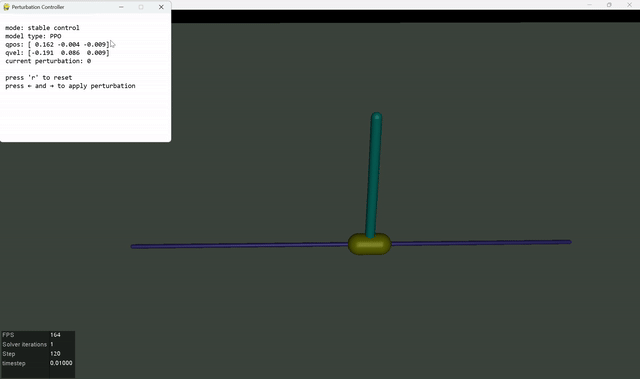 Perturbation Controller
mode: stable control
model type: PPO
qpos: [ 0.162 -0.004 -0.009]
qvel: [-0.191  0.086  0.009]
current perturbation: 0
press 'r' to reset
press ← and → to apply perturbation
FPS 164
Solver iterations 1
Step 120
timestep 0.01000